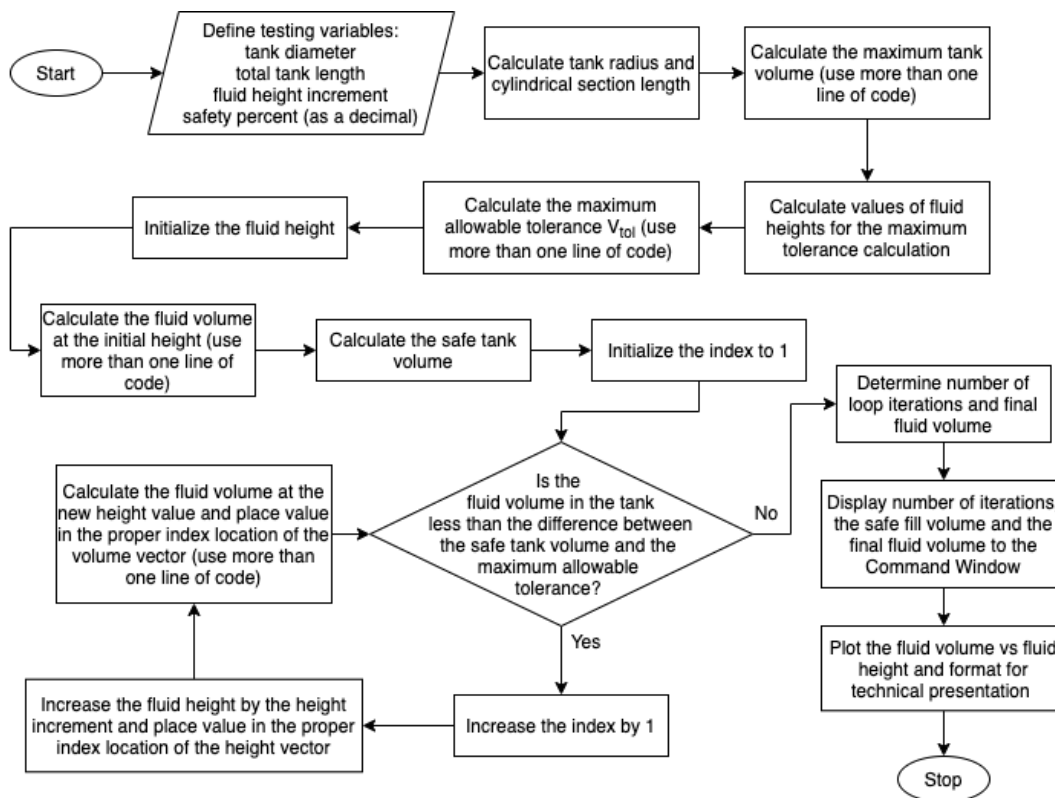 Start
Define testing variables:
tank diameter
total tank length
fluid height increment
safety percent (as a decimal)
Calculate tank radius and
cylindrical section length
Calculate the maximum tank
volume (use more than one
line of code)
Calculate values of fluid
heights for the maximum
tolerance calculation
Calculate the maximum
allowable tolerance Vtol (use
more than one line of code)
Initialize the fluid height
Calculate the fluid volume
at the initial height (use
more than one line of
code)
Calculate the safe tank
volume
Initialize the index to 1
Is the
fluid volume in the tank
less than the difference between
the safe tank volume and the
maximum allowable
tolerance?
Yes
Increase the index by 1
Increase the fluid height by the height
increment and place value in the proper
index location of the height vector
Calculate the fluid volume at the
new height value and place value
in the proper index location of the
volume vector (use more than
one line of code)
No
Determine number of
loop iterations and final
fluid volume
Display number of iterations
the safe fill volume and the
final fluid volume to the
Command Window
Plot the fluid volume vs fluid
height and format for
technical presentation
Stop